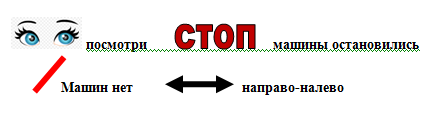 посмотри СТОП машины остановились
Машин нет направо-налево